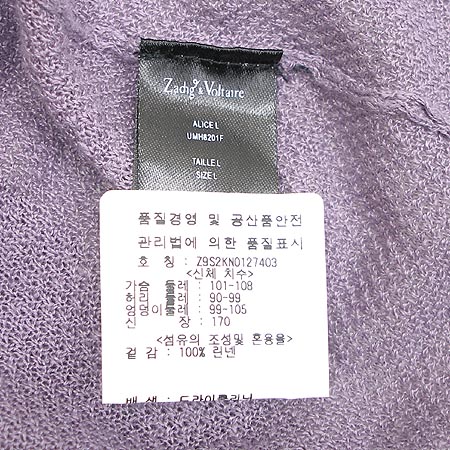 Zadig & Voltaire
ALICE L
UMH8201F
TAILLE L
SIZE L
품질경영 및 공산품안전
관리법에 의한 품질표시
호 칭 : Z9S2KN0127403
<신체 치수>
가슴 둘레 : 101-108
허리 둘레 : 90-99
엉덩이둘레 : 99-105
신 장 : 170
<섬유의 조성및 혼용율>
겉 감 : 100% 린넨